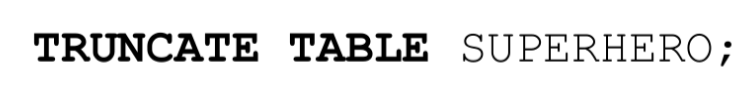 TRUNCATE TABLE SUPERHERO;